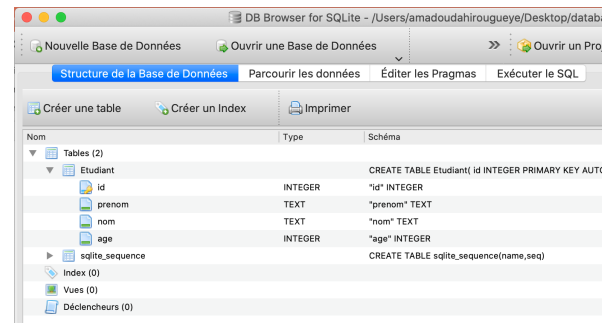 DB Browser for SQLite - /Users/amadoudahirougueye/Desktop/databa
Nouvelle Base de Données Ouvrir une Base de Données » Ouvrir un Proj
Structure de la Base de Données Parcourir les données Éditer les Pragmas Exécuter le SQL
Créer une table Créer un Index Imprimer
Nom Type Schéma
Tables (2)
Etudiant CREATE TABLE Etudiant( id INTEGER PRIMARY KEY AUTO
id INTEGER "id" INTEGER
prenom TEXT "prenom" TEXT
nom TEXT "nom" TEXT
age INTEGER "age" INTEGER
sqlite_sequence CREATE TABLE sqlite_sequence(name,seq)
Index (0)
Vues (0)
Déclencheurs (0)